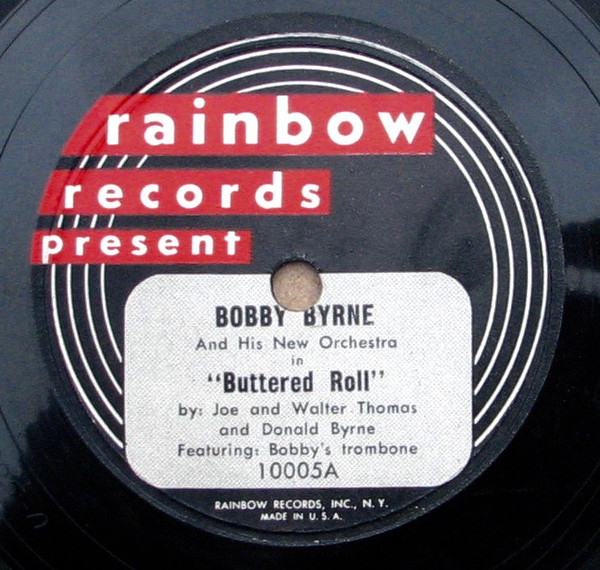 rainbow
records
present
BOBBY BYRNE
And His New Orchestra
in
“Buttered Roll”
by: Joe and Walter Thomas
and Donald Byrne
Featuring: Bobby's trombone
10005A
RAINBOW RECORDS, INC., N. Y.
MADE IN U. S. A.